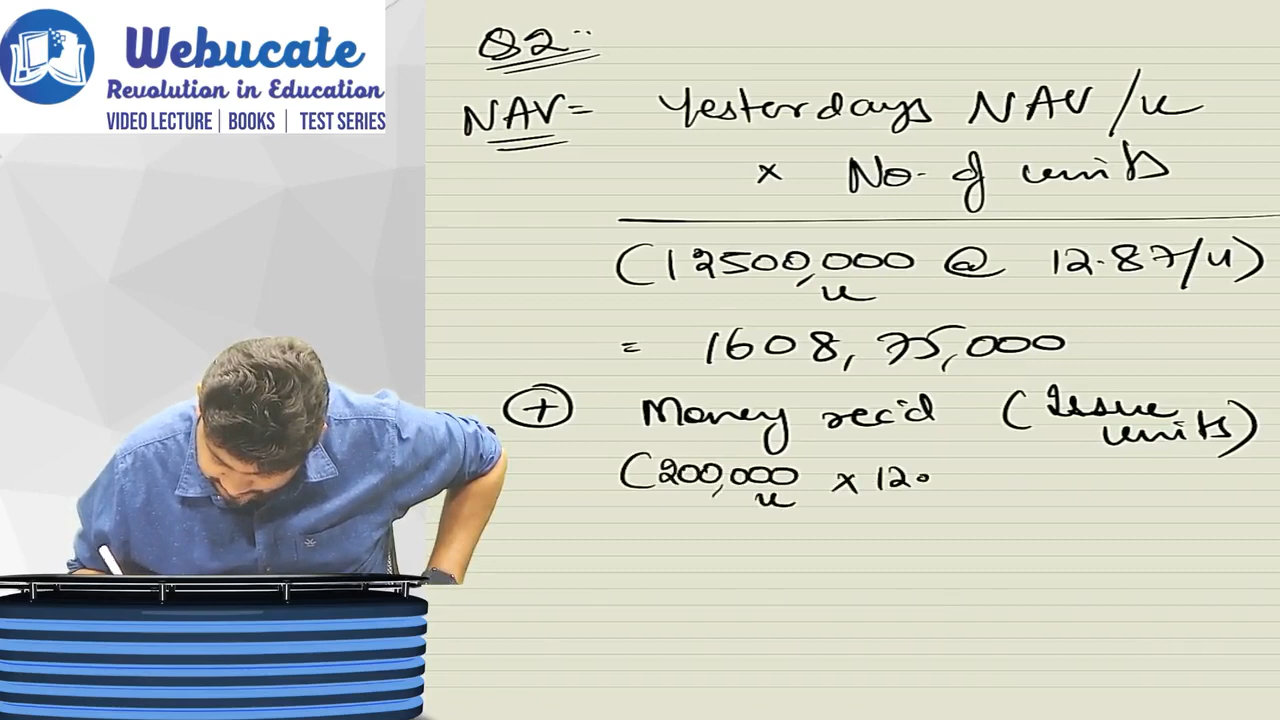 Webucate
Revolution in Education
VIDEO LECTURE | BOOKS | TEST SERIES
Q2:
NAV = Yesterdays NAV/u
× No. of units
(12500,000 u @ 12.87/u)
= 1608,75,000
+ Money rec'd (Issue units)
(200,000 u × 12.